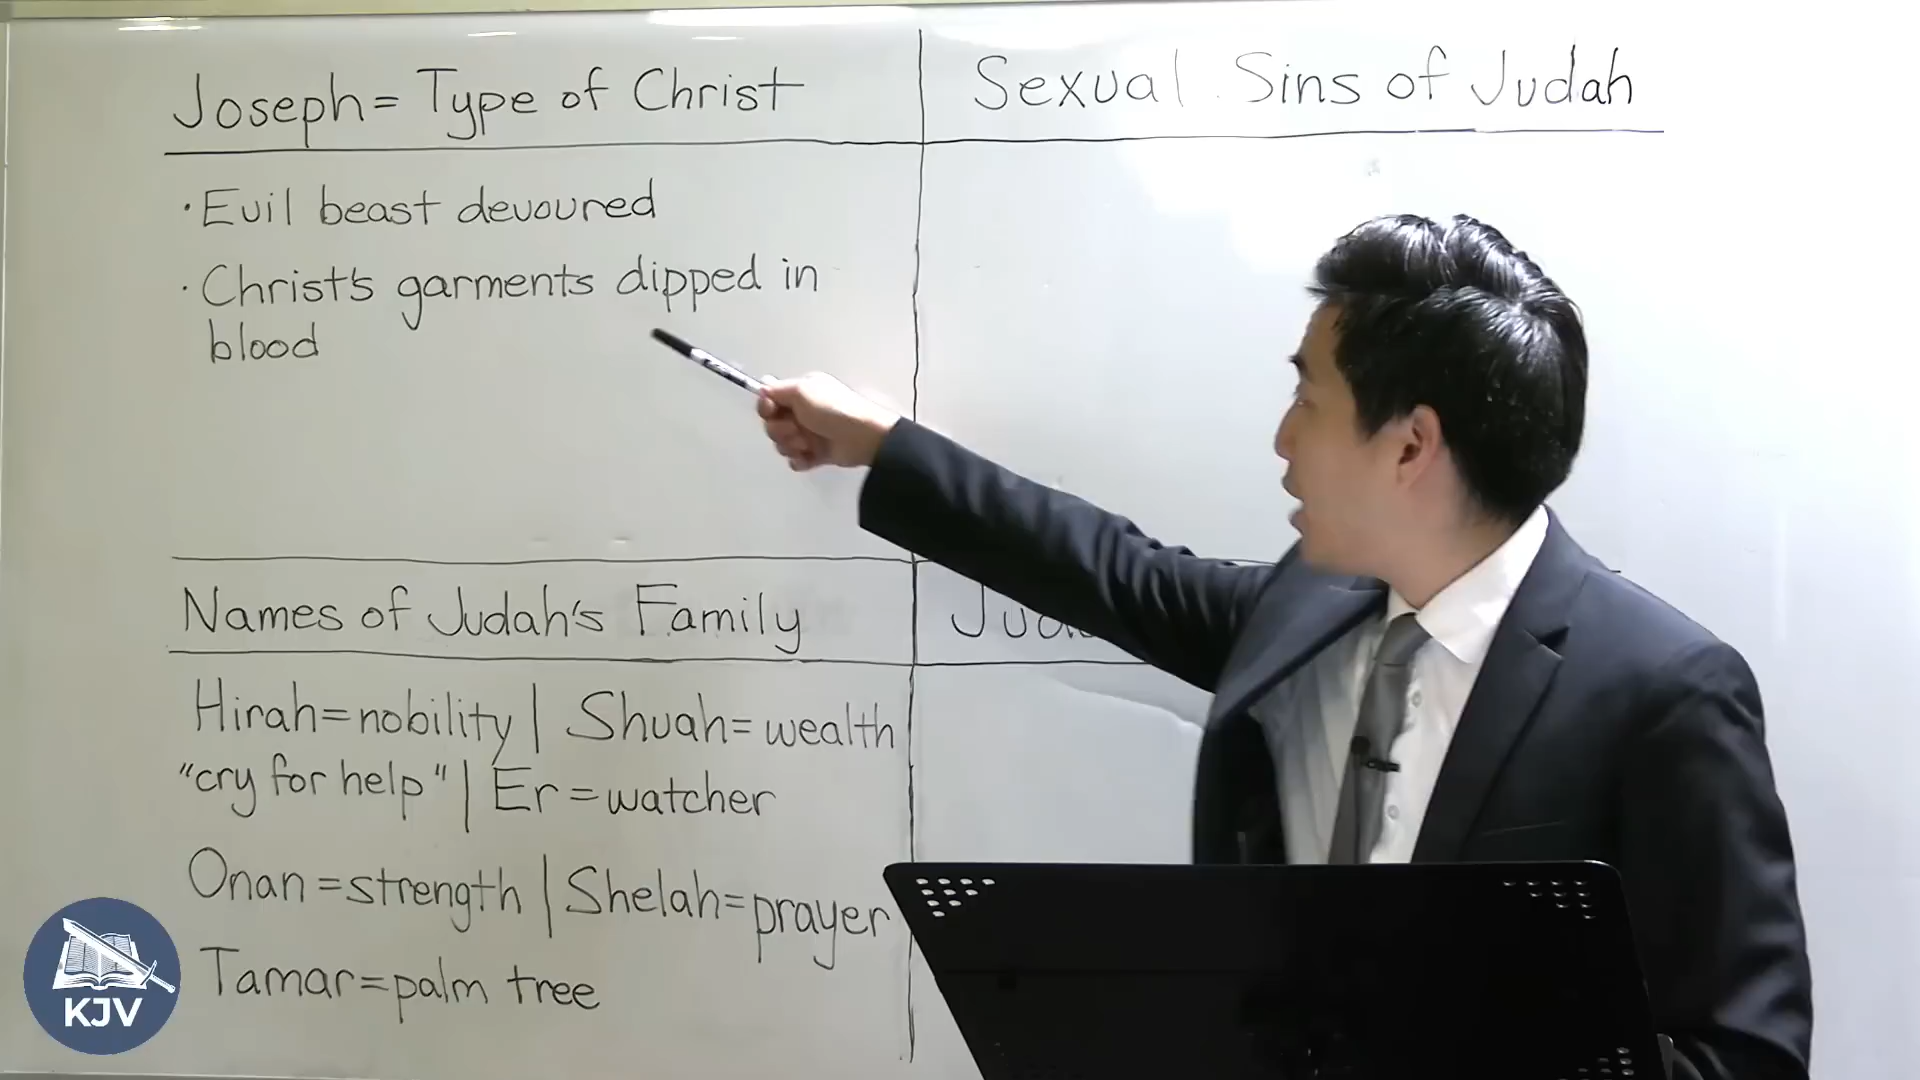 Joseph= Type of Christ
• Evil beast devoured
• Christ's garments dipped in
blood
Sexual Sins of Judah
Names of Judah's Family
Hirah=nobility | Shuah=wealth
"cry for help" | Er=watcher
Onan=strength | Shelah=prayer
Tamar=palm tree
KJV